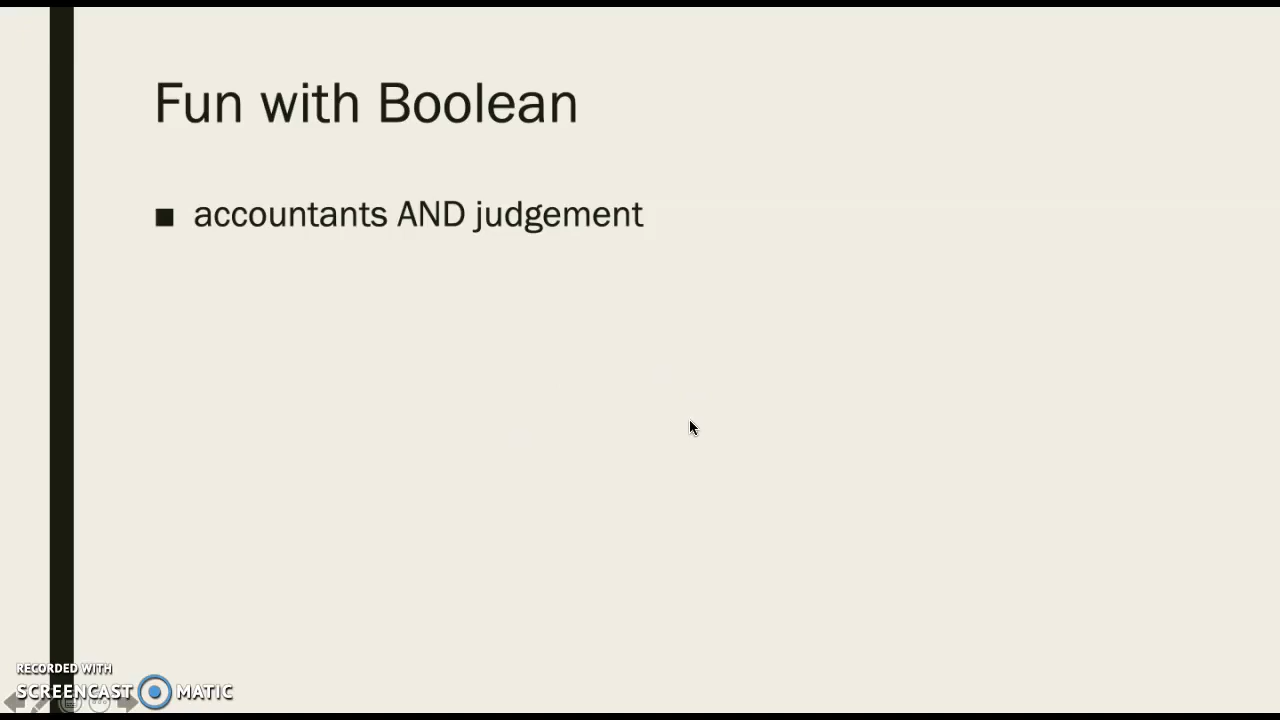 Fun with Boolean
accountants AND judgement
RECORDED WITH
SCREENCAST MATIC